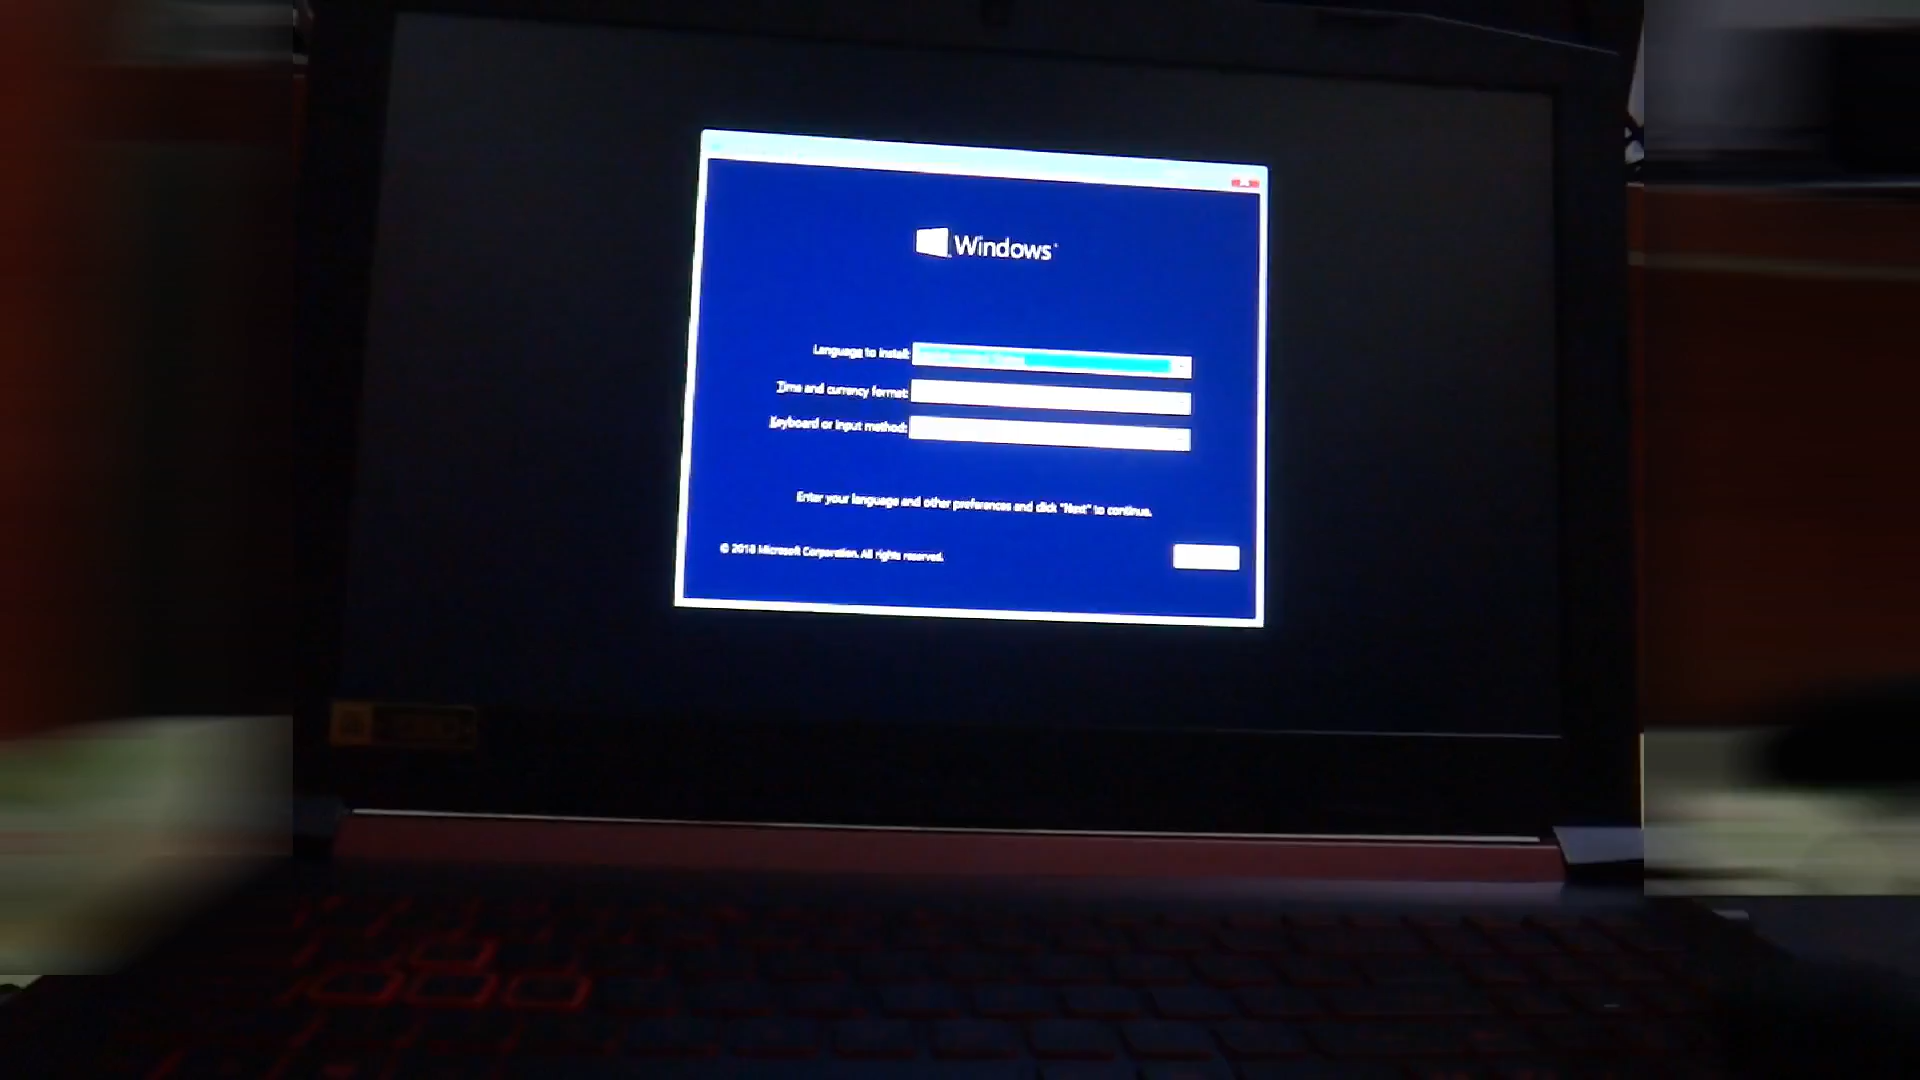 Windows
Language to install:
Time and currency format:
Keyboard or input method:
Enter your language and other preferences and click "Next" to continue.
© 2018 Microsoft Corporation. All rights reserved.